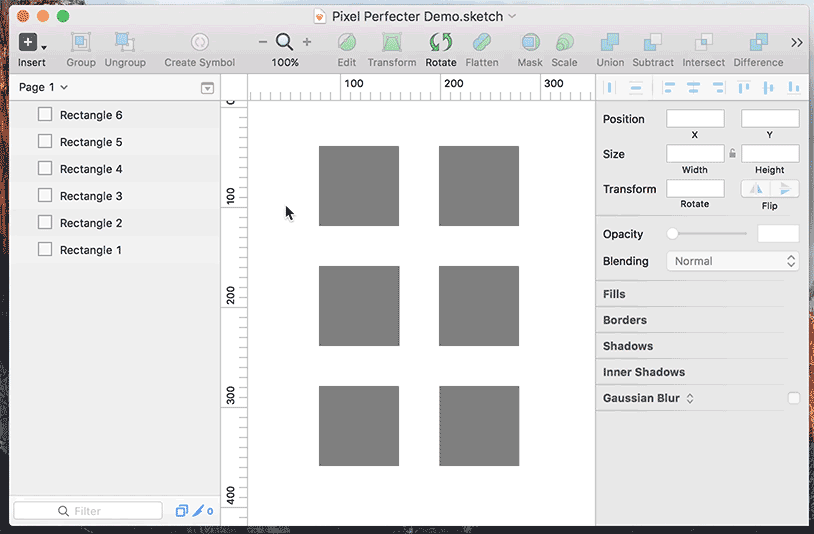 Pixel Perfecter Demo.sketch
Insert Group Ungroup Create Symbol 100% Edit Transform Rotate Flatten Mask Scale Union Subtract Intersect Difference
Page 1
100 200 300
0
100
200
300
400
Rectangle 6
Rectangle 5
Rectangle 4
Rectangle 3
Rectangle 2
Rectangle 1
Filter
0
Position
X Y
Size
Width Height
Transform
Rotate Flip
Opacity
Blending Normal
Fills
Borders
Shadows
Inner Shadows
Gaussian Blur